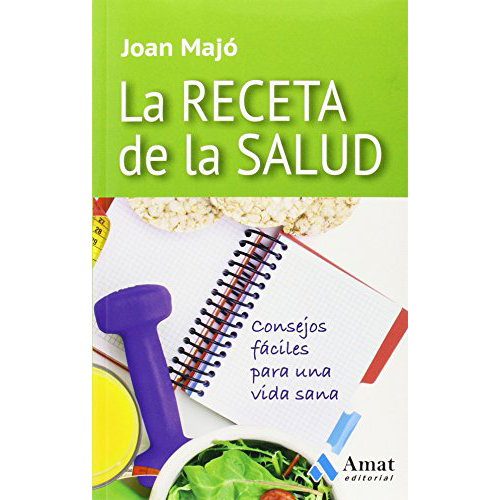 Joan Majó
La RECETA
de la SALUD
Consejos
fáciles
para una
vida sana
Amat
editorial